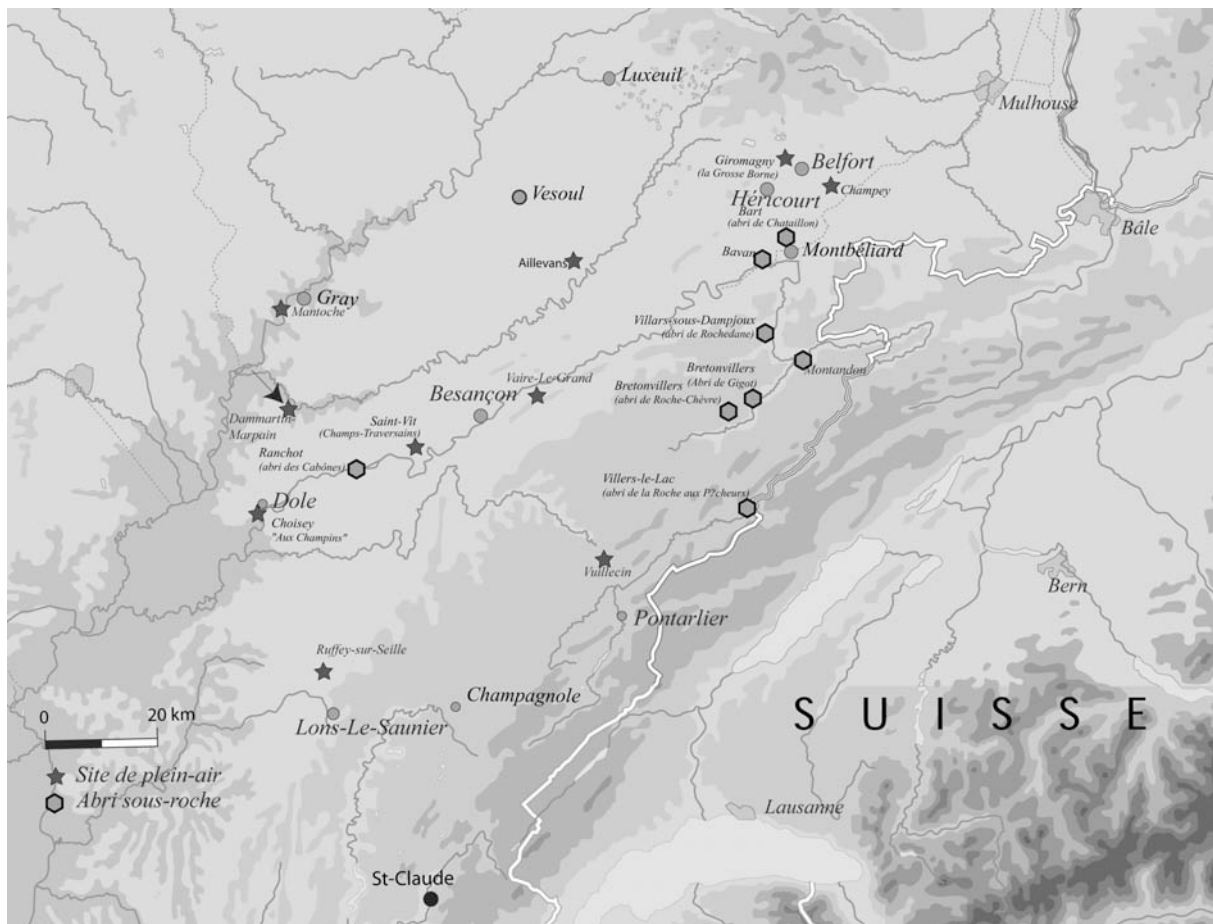 Luxeuil
Mulhouse
Giromagny
(la Grosse Borne)
Belfort
Champey
Vesoul
Héricourt
Bart
(abri de Chataillon)
Bâle
Bavan
Montbéliard
Aillevans
Gray
Mantoche
Villars-sous-Dampjoux
(abri de Rochedane)
Montandon
Bretonvillers
(Abri de Gigot)
Vaire-Le-Grand
Bretonvillers
(abri de Roche-Chèvre)
Besançon
Dammartin-
Marpain
Saint-Vit
(Champs-Traversains)
Ranchot
(abri des Cabônes)
Villers-le-Lac
(abri de la Roche aux P?cheurs)
Dole
Choisey
"Aux Champins"
Vuillecin
Bern
Pontarlier
Ruffey-sur-Seille
Champagnole
0 20 km
Lons-Le-Saunier
SUISSE
Site de plein-air
Abri sous-roche
Lausanne
St-Claude